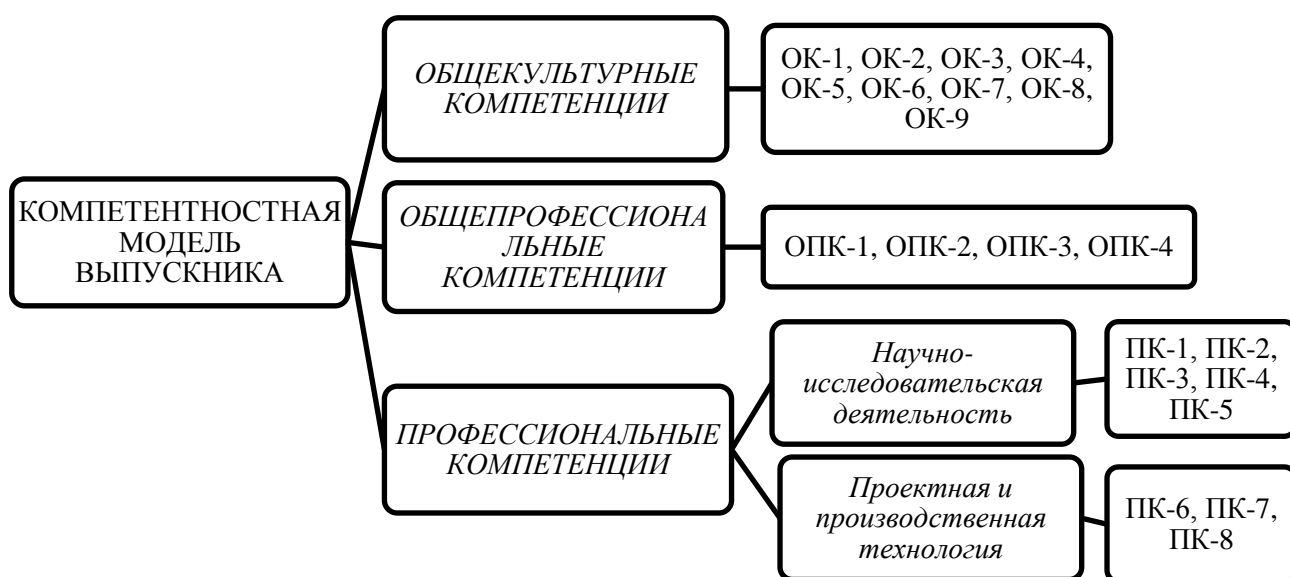 ОБЩЕКУЛЬТУРНЫЕ
КОМПЕТЕНЦИИ
ОК-1, ОК-2, ОК-3, ОК-4,
ОК-5, ОК-6, ОК-7, ОК-8,
ОК-9
КОМПЕТЕНТНОСТНАЯ
МОДЕЛЬ
ВЫПУСКНИКА
ОБЩЕПРОФЕССИОНА
ЛЬНЫЕ
КОМПЕТЕНЦИИ
ОПК-1, ОПК-2, ОПК-3, ОПК-4
ПРОФЕССИОНАЛЬНЫЕ
КОМПЕТЕНЦИИ
Научно-
исследовательская
деятельность
ПК-1, ПК-2,
ПК-3, ПК-4,
ПК-5
Проектная и
производственная
технология
ПК-6, ПК-7,
ПК-8